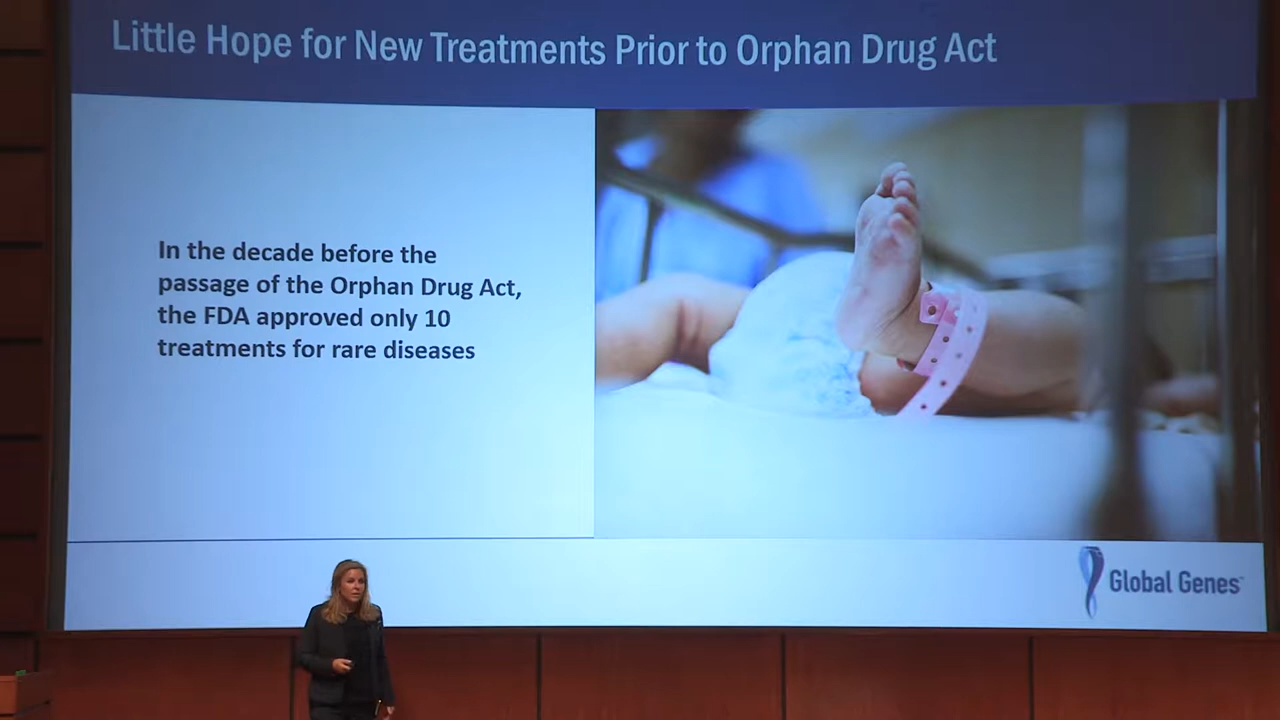 Little Hope for New Treatments Prior to Orphan Drug Act
In the decade before the
passage of the Orphan Drug Act,
the FDA approved only 10
treatments for rare diseases
Global Genes™